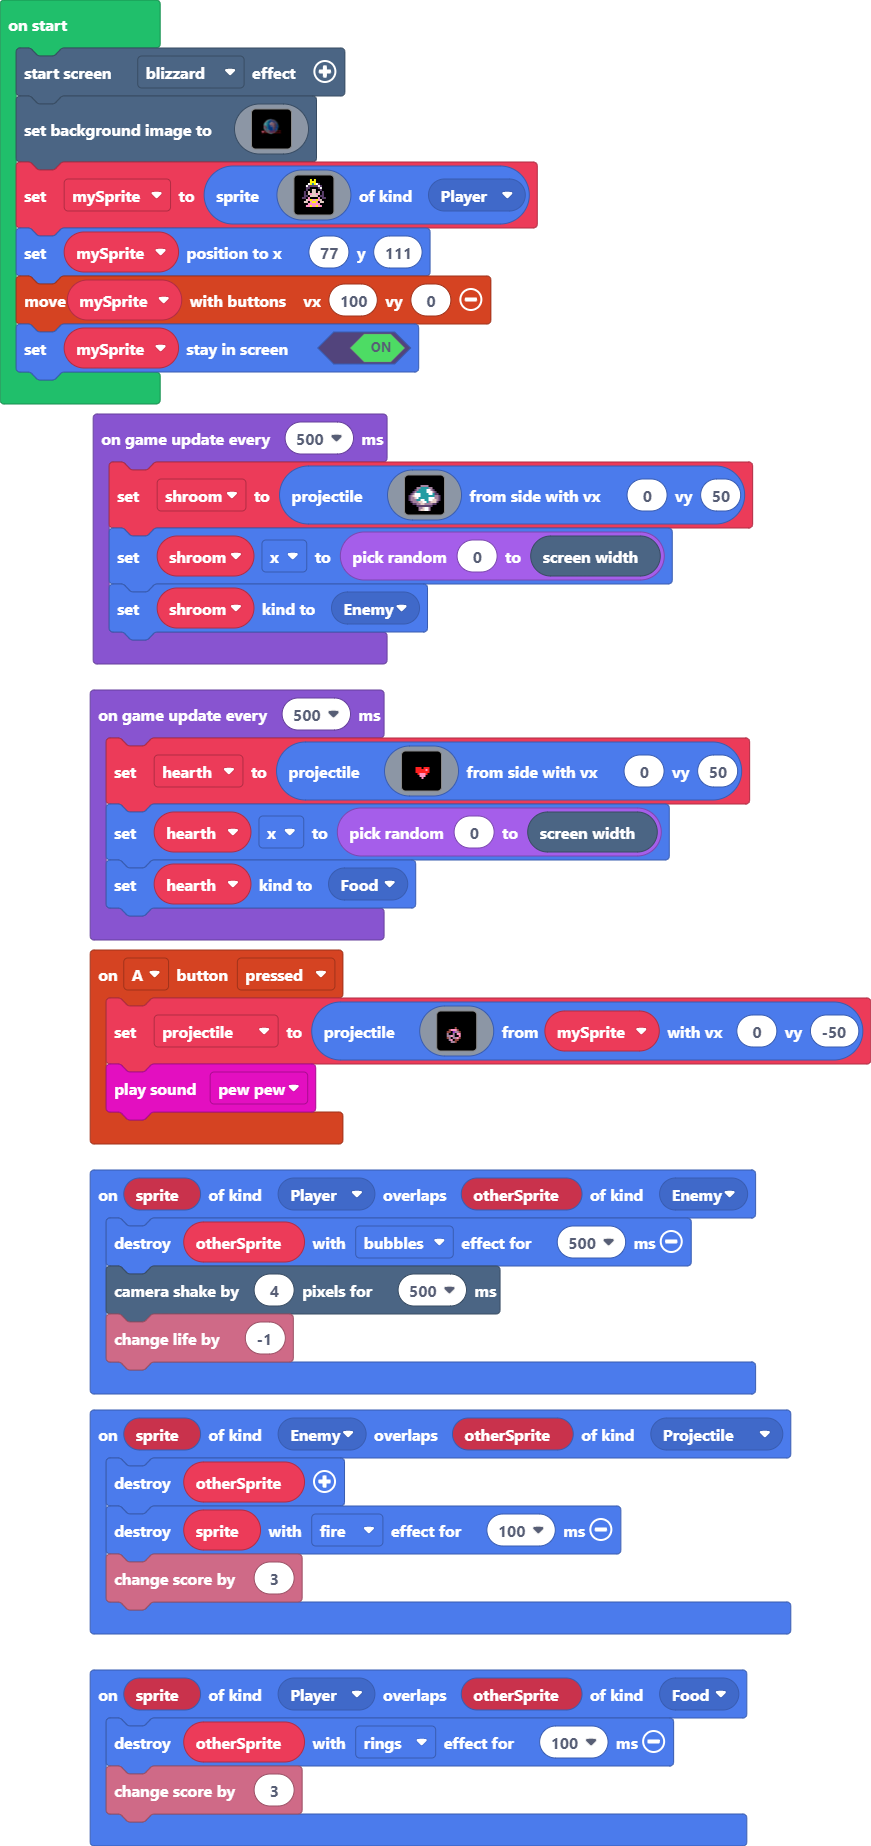 on start
start screen blizzard effect
set background image to
set mySprite to sprite of kind Player
set mySprite position to x 77 y 111
move mySprite with buttons vx 100 vy 0
set mySprite stay in screen ON
on game update every 500 ms
set shroom to projectile from side with vx 0 vy 50
set shroom x to pick random 0 to screen width
set shroom kind to Enemy
on game update every 500 ms
set hearth to projectile from side with vx 0 vy 50
set hearth x to pick random 0 to screen width
set hearth kind to Food
on A button pressed
set projectile to projectile from mySprite with vx 0 vy -50
play sound pew pew
on sprite of kind Player overlaps otherSprite of kind Enemy
destroy otherSprite with bubbles effect for 500 ms
camera shake by 4 pixels for 500 ms
change life by -1
on sprite of kind Enemy overlaps otherSprite of kind Projectile
destroy otherSprite
destroy sprite with fire effect for 100 ms
change score by 3
on sprite of kind Player overlaps otherSprite of kind Food
destroy otherSprite with rings effect for 100 ms
change score by 3